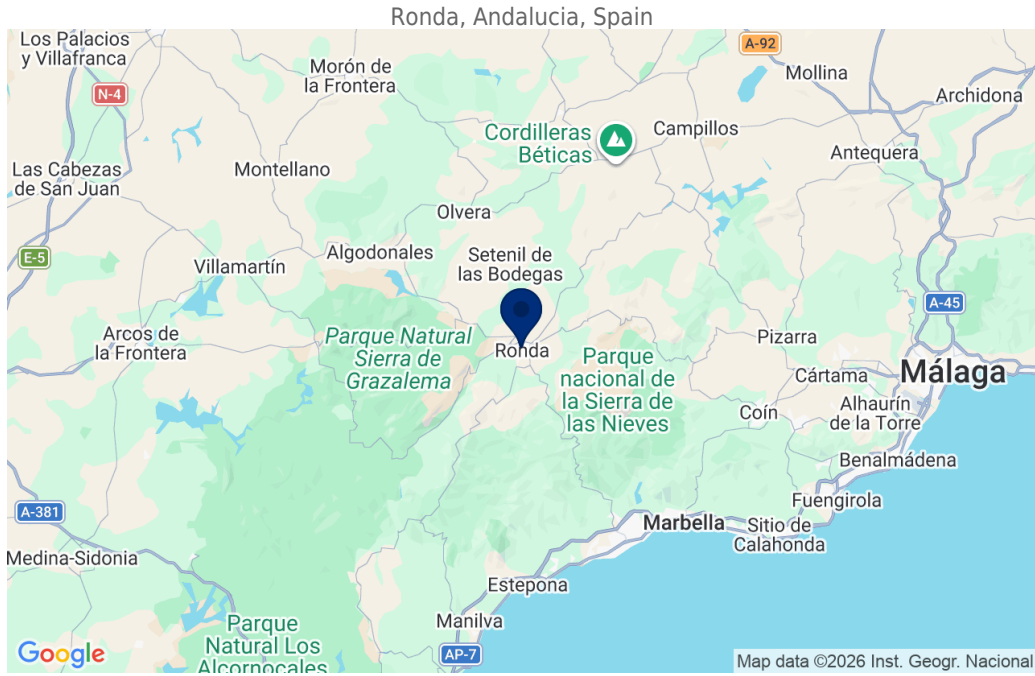 Ronda, Andalucia, Spain
Los Palacios
y Villafranca
A-92
Morón de
la Frontera
Mollina
N-4
Archidona
Cordilleras
Béticas
Campillos
Antequera
Las Cabezas
de San Juan
Montellano
Olvera
Algodonales
Setenil de
las Bodegas
E-5
Villamartín
A-45
Arcos de
la Frontera
Parque Natural
Sierra de
Grazalema
Ronda
Parque
nacional de
la Sierra de
las Nieves
Pizarra
Cártama
Málaga
Coín
Alhaurín
de la Torre
Benalmádena
Fuengirola
A-381
Marbella
Sitio de
Calahonda
Medina-Sidonia
Estepona
Manilva
Parque
Natural Los
Alcornocales
AP-7
Google
Map data ©2026 Inst. Geogr. Nacional